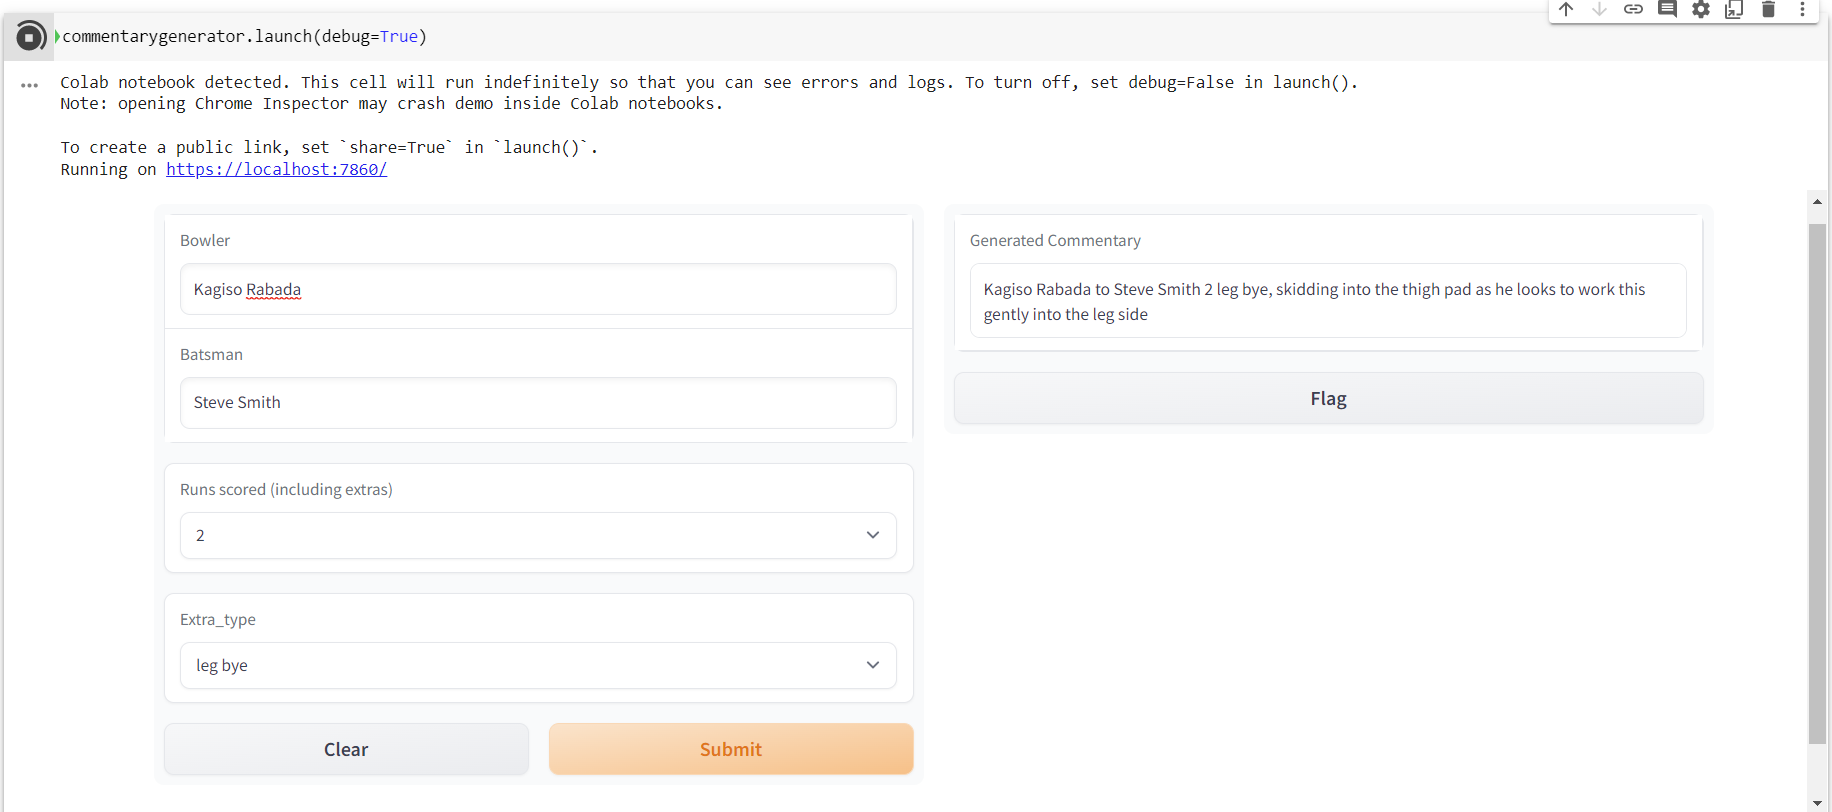 commentarygenerator.launch(debug=True)
Colab notebook detected. This cell will run indefinitely so that you can see errors and logs. To turn off, set debug=False in launch().
Note: opening Chrome Inspector may crash demo inside Colab notebooks.
To create a public link, set `share=True` in `launch()`.
Running on https://localhost:7860/
Bowler
Kagiso Rabada
Batsman
Steve Smith
Runs scored (including extras)
2
Extra_type
leg bye
Clear
Submit
Generated Commentary
Kagiso Rabada to Steve Smith 2 leg bye, skidding into the thigh pad as he looks to work this
gently into the leg side
Flag